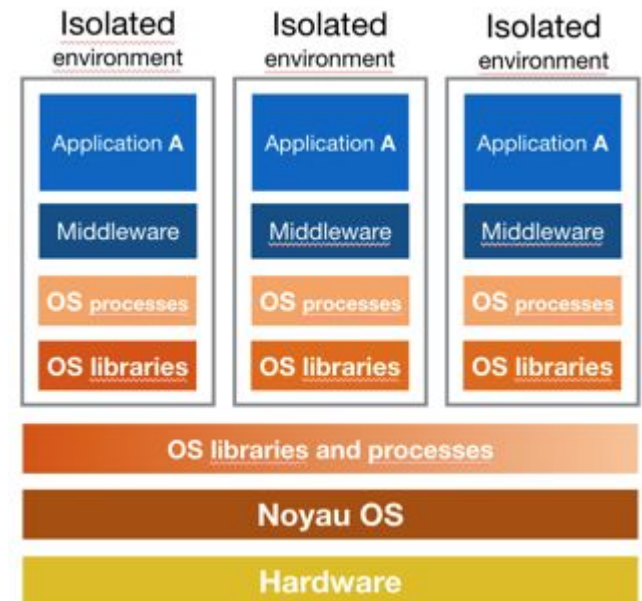 Isolated
environment
Isolated
environment
Isolated
environment
Application A
Middleware
OS processes
OS libraries
Application A
Middleware
OS processes
OS libraries
Application A
Middleware
OS processes
OS libraries
OS libraries and processes
Noyau OS
Hardware